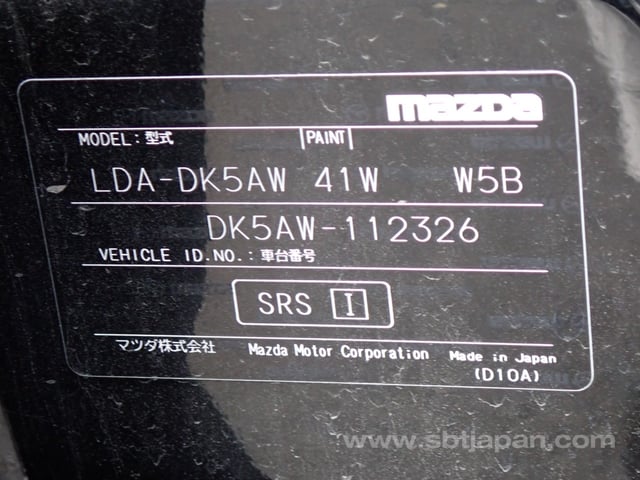 mazda
MODEL:型式 PAINT
LDA-DK5AW 41W W5B
DK5AW-112326
VEHICLE ID.NO.:車台番号
SRS I
マツダ株式会社 Mazda Motor Corporation Made in Japan
(D10A)
www.sbtjapan.com